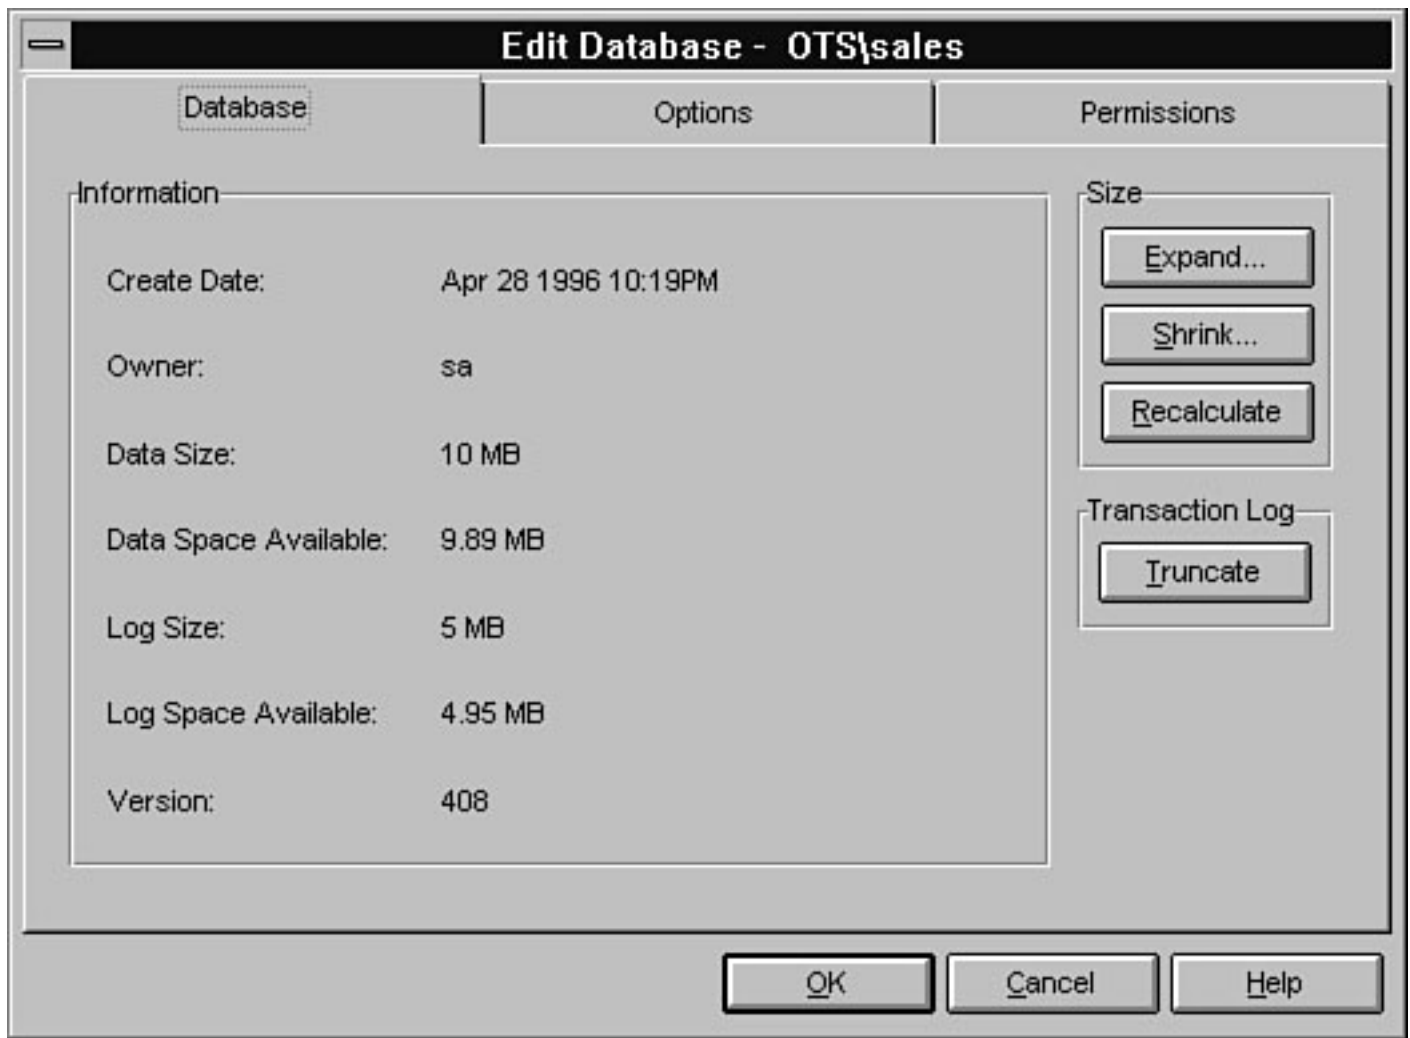 Edit Database -  OTS\sales
Database
Options
Permissions
Information
Create Date: Apr 28 1996 10:19PM
Owner: sa
Data Size: 10 MB
Data Space Available: 9.89 MB
Log Size: 5 MB
Log Space Available: 4.95 MB
Version: 408
Size
Expand...
Shrink...
Recalculate
Transaction Log
Truncate
OK
Cancel
Help